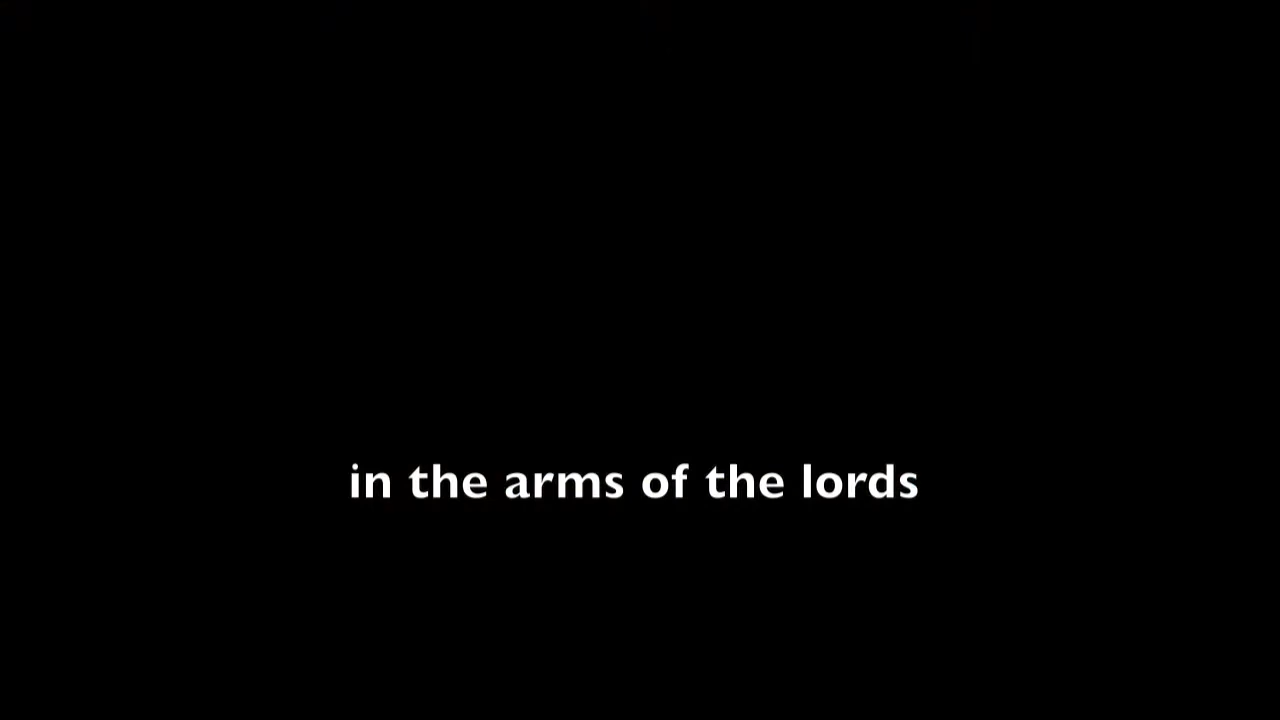 in the arms of the lords